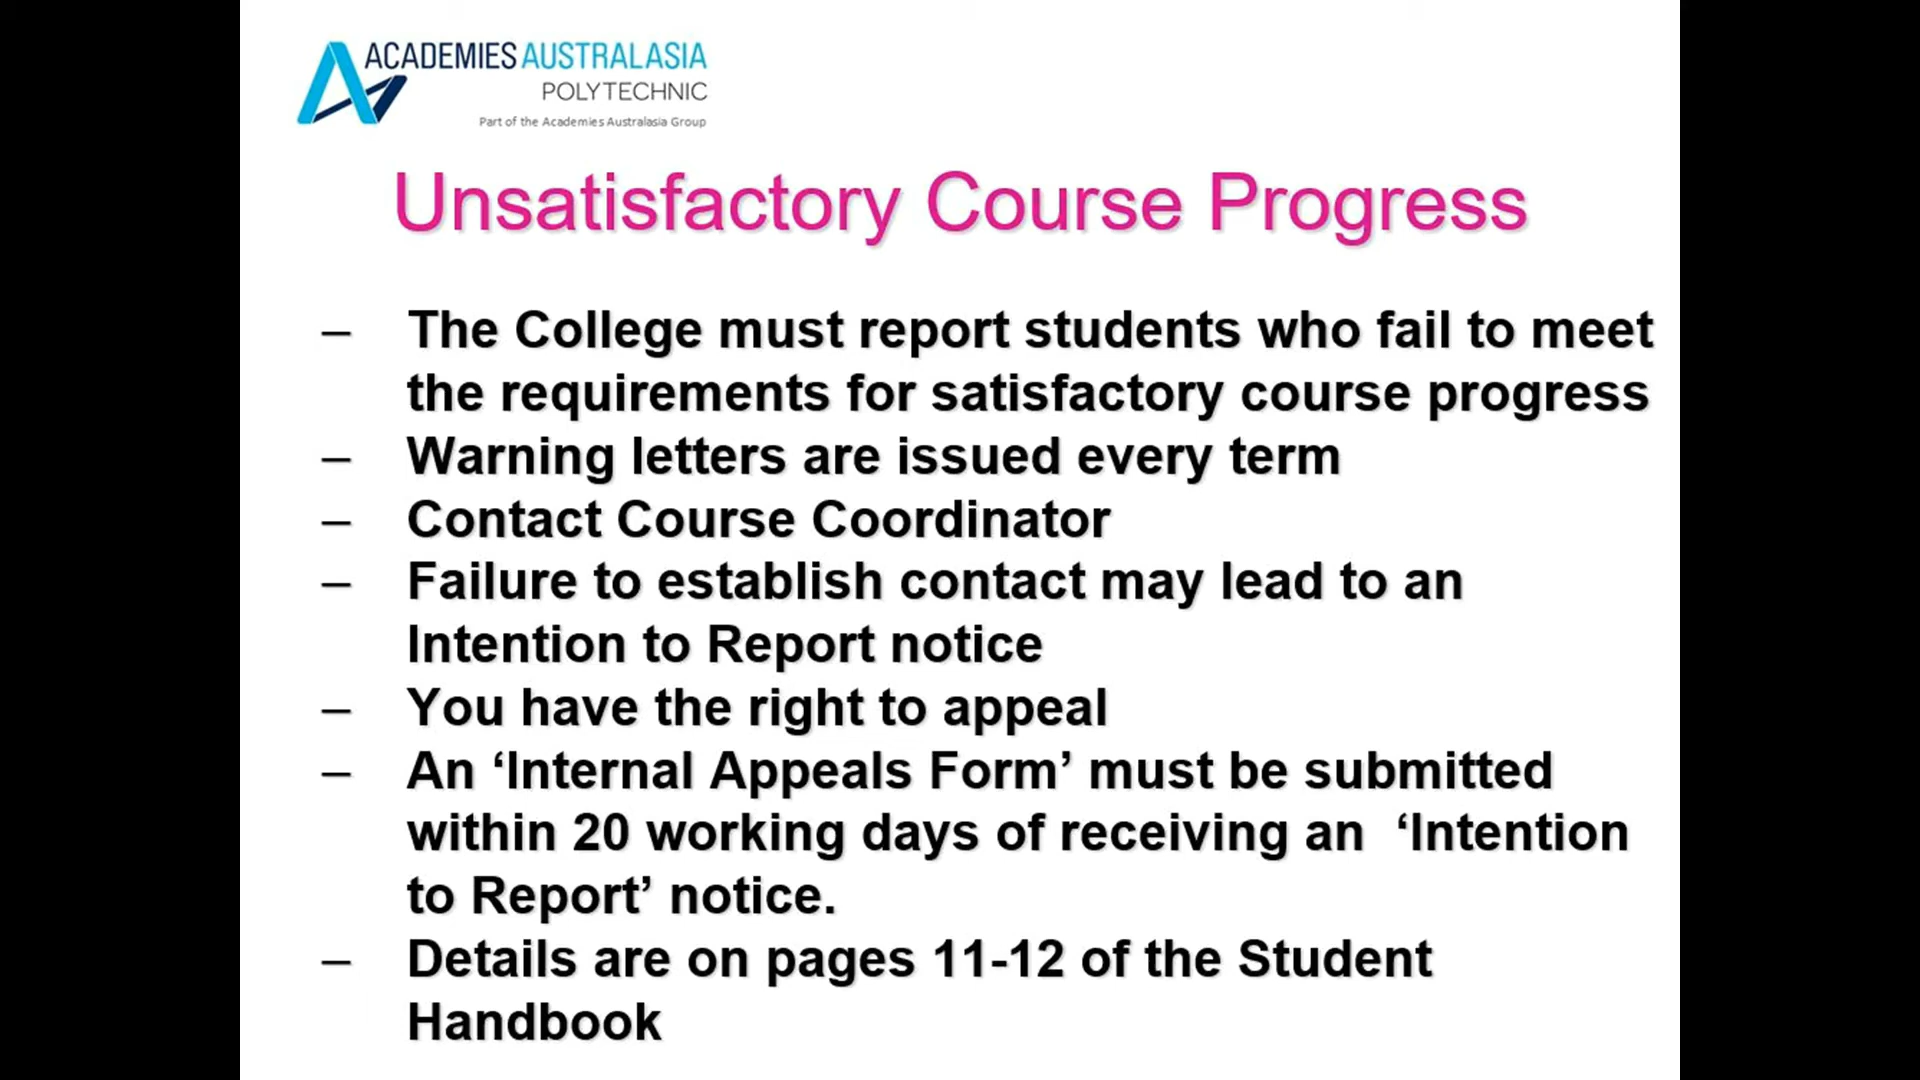 ACADEMIES AUSTRALASIA
POLYTECHNIC
Part of the Academies Australasia Group
Unsatisfactory Course Progress
– The College must report students who fail to meet
the requirements for satisfactory course progress
– Warning letters are issued every term
– Contact Course Coordinator
– Failure to establish contact may lead to an
Intention to Report notice
– You have the right to appeal
– An ‘Internal Appeals Form’ must be submitted
within 20 working days of receiving an ‘Intention
to Report’ notice.
– Details are on pages 11-12 of the Student
Handbook